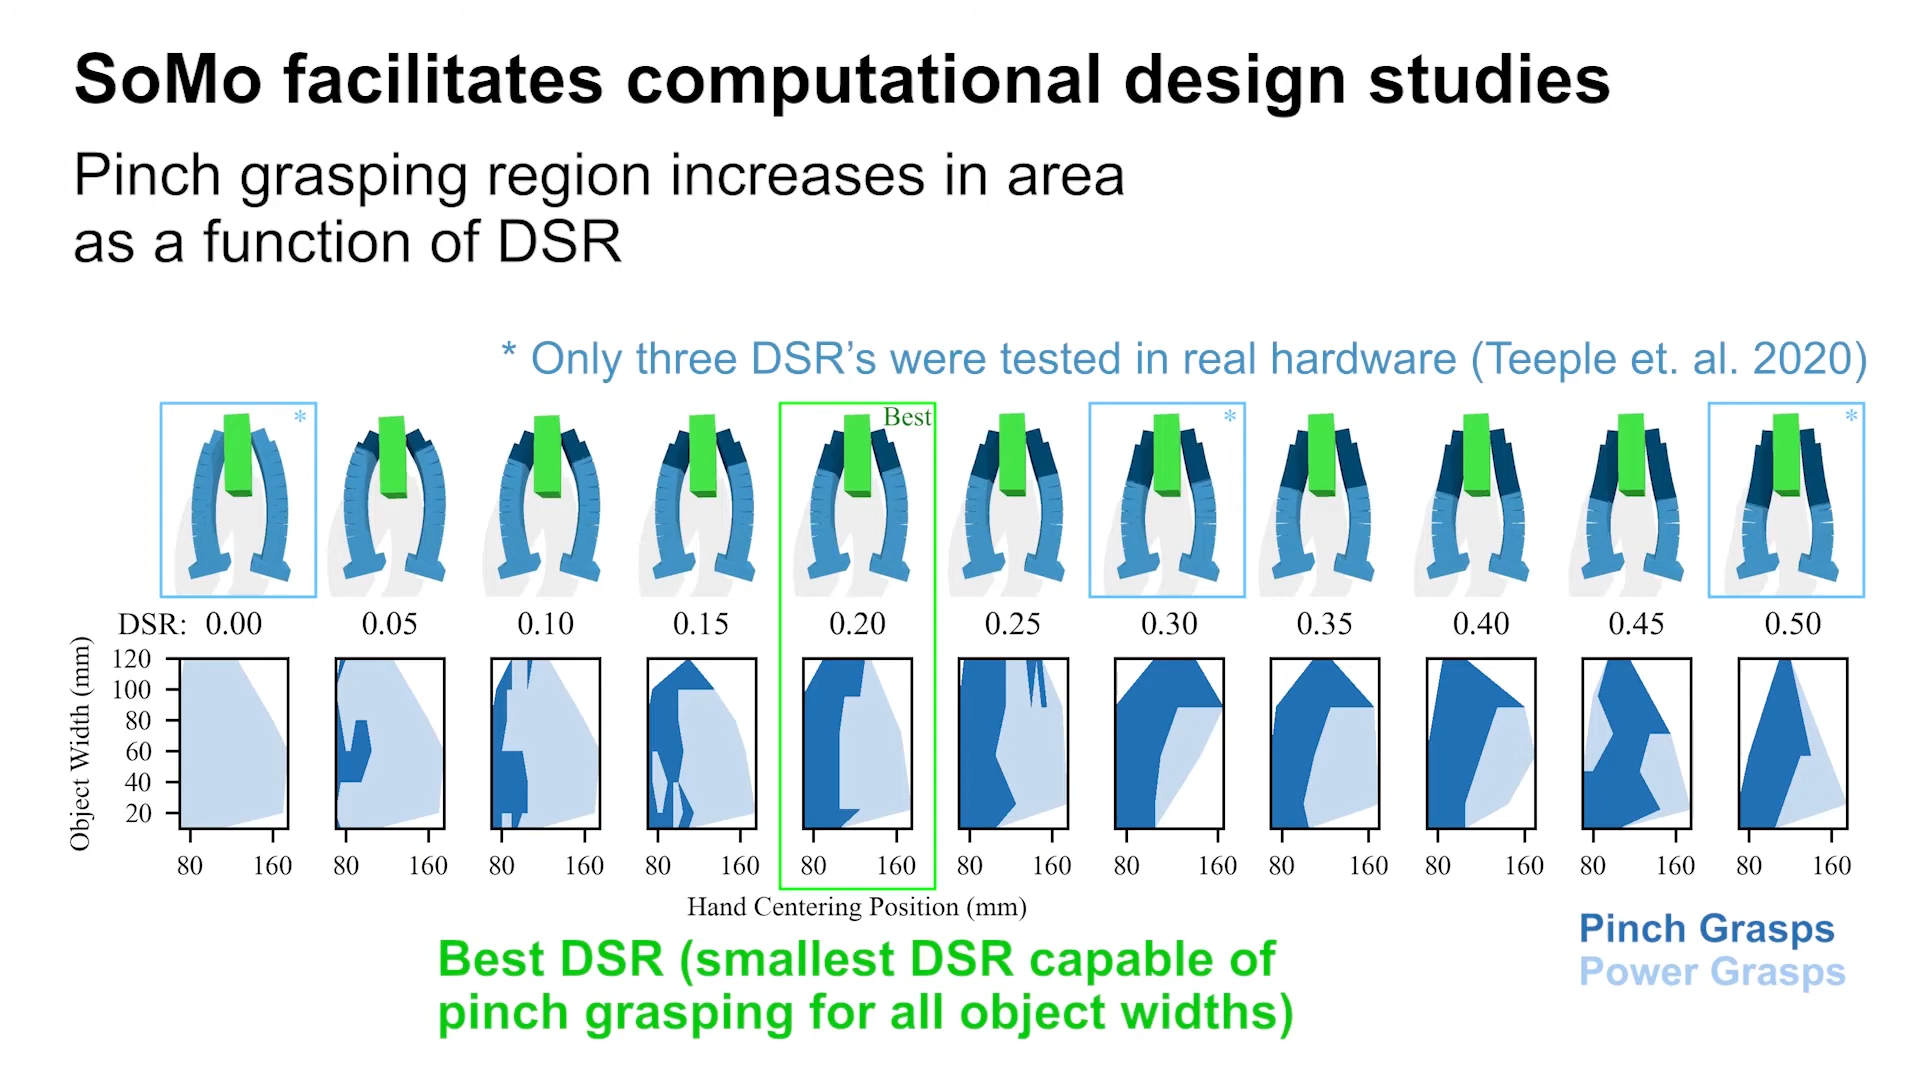 SoMo facilitates computational design studies
Pinch grasping region increases in area
as a function of DSR
* Only three DSR’s were tested in real hardware (Teeple et. al. 2020)
* Best * *
DSR: 0.00 0.05 0.10 0.15 0.20 0.25 0.30 0.35 0.40 0.45 0.50
Object Width (mm)
120
100
80
60
40
20
80 160 80 160 80 160 80 160 80 160 80 160 80 160 80 160 80 160 80 160 80 160
Hand Centering Position (mm)
Pinch Grasps
Power Grasps
Best DSR (smallest DSR capable of
pinch grasping for all object widths)